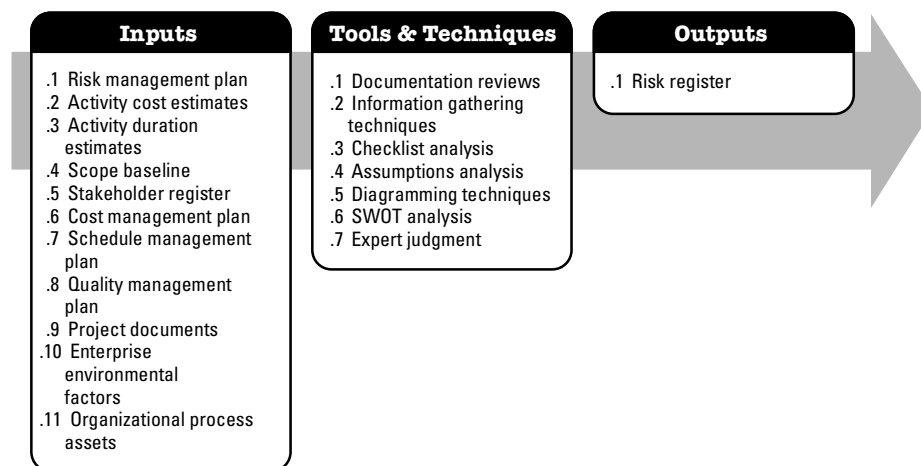 Inputs
.1 Risk management plan
.2 Activity cost estimates
.3 Activity duration
estimates
.4 Scope baseline
.5 Stakeholder register
.6 Cost management plan
.7 Schedule management
plan
.8 Quality management
plan
.9 Project documents
.10 Enterprise
environmental
factors
.11 Organizational process
assets
Tools & Techniques
.1 Documentation reviews
.2 Information gathering
techniques
.3 Checklist analysis
.4 Assumptions analysis
.5 Diagramming techniques
.6 SWOT analysis
.7 Expert judgment
Outputs
.1 Risk register